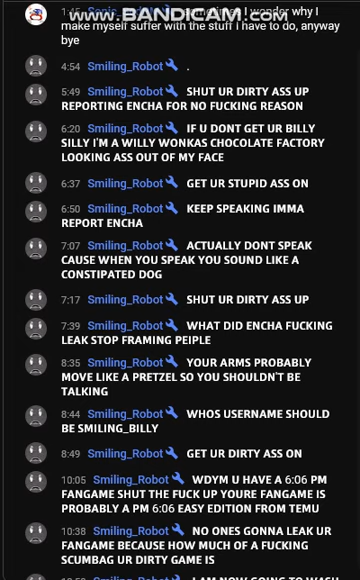 www.BANDICAM.com
1:45 I wonder why I
make myself suffer with the stuff I have to do, anyway
bye
4:54 Smiling_Robot .
5:49 Smiling_Robot SHUT UR DIRTY ASS UP
REPORTING ENCHA FOR NO FUCKING REASON
6:20 Smiling_Robot IF U DONT GET UR BILLY
SILLY I'M A WILLY WONKAS CHOCOLATE FACTORY
LOOKING ASS OUT OF MY FACE
6:37 Smiling_Robot GET UR STUPID ASS ON
6:50 Smiling_Robot KEEP SPEAKING IMMA
REPORT ENCHA
7:07 Smiling_Robot ACTUALLY DONT SPEAK
CAUSE WHEN YOU SPEAK YOU SOUND LIKE A
CONSTIPATED DOG
7:17 Smiling_Robot SHUT UR DIRTY ASS UP
7:39 Smiling_Robot WHAT DID ENCHA FUCKING
LEAK STOP FRAMING PEIPLE
8:35 Smiling_Robot YOUR ARMS PROBABLY
MOVE LIKE A PRETZEL SO YOU SHOULDN'T BE
TALKING
8:44 Smiling_Robot WHOS USERNAME SHOULD
BE SMILING_BILLY
8:49 Smiling_Robot GET UR DIRTY ASS ON
10:05 Smiling_Robot WDYM U HAVE A 6:06 PM
FANGAME SHUT THE FUCK UP YOURE FANGAME IS
PROBABLY A PM 6:06 EASY EDITION FROM TEMU
10:38 Smiling_Robot NO ONES GONNA LEAK UR
FANGAME BECAUSE HOW MUCH OF A FUCKING
SCUMBAG UR DIRTY GAME IS
Smiling_Robot I AM NOW GOING TO WASH